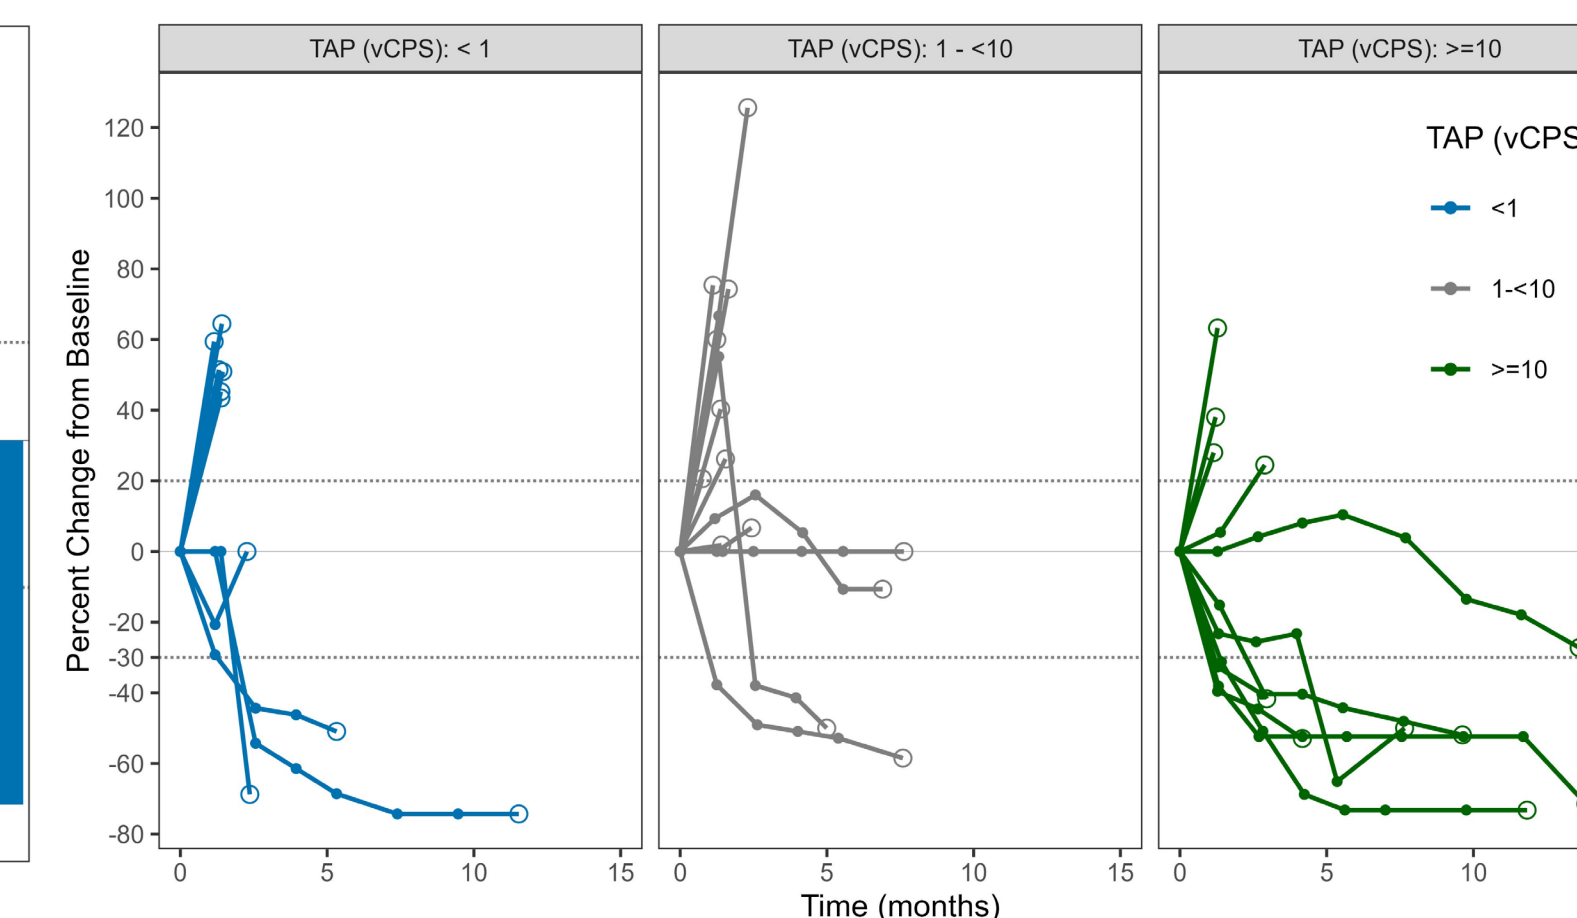 TAP (vCPS): < 1
TAP (vCPS): 1 - <10
TAP (vCPS): >=10
Percent Change from Baseline
120
100
80
60
40
20
0
-20
-30
-40
-60
-80
TAP (vCPS
<1
1-<10
>=10
0 5 10 15
0 5 10 15
0 5 10
Time (months)